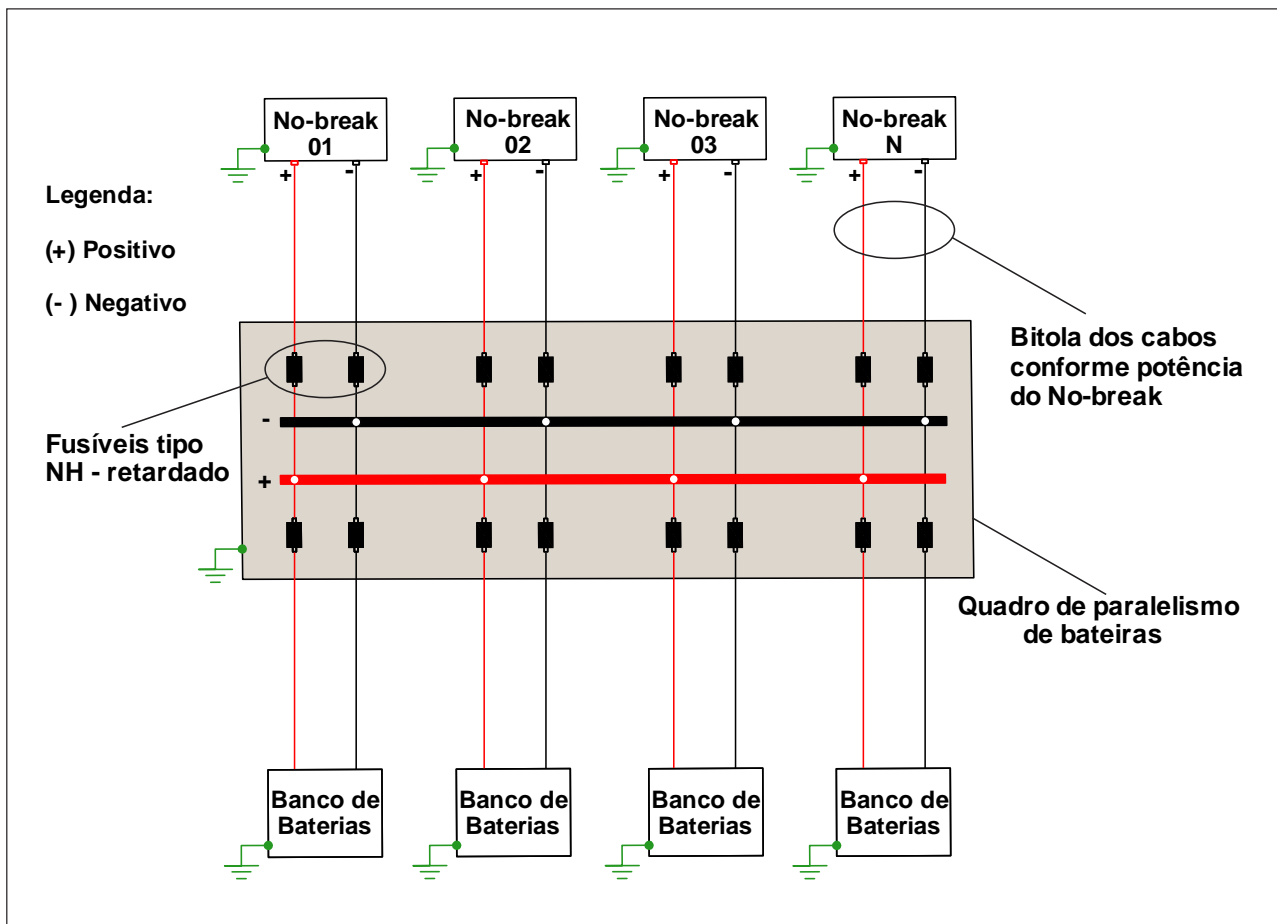 No-break
01
No-break
02
No-break
03
No-break
N
+ -
+ -
+ -
+ -
Legenda:
(+) Positivo
(- ) Negativo
Bitola dos cabos
conforme potência
do No-break
Fusíveis tipo
NH - retardado
-
+
Quadro de paralelismo
de bateiras
Banco de
Baterias
Banco de
Baterias
Banco de
Baterias
Banco de
Baterias